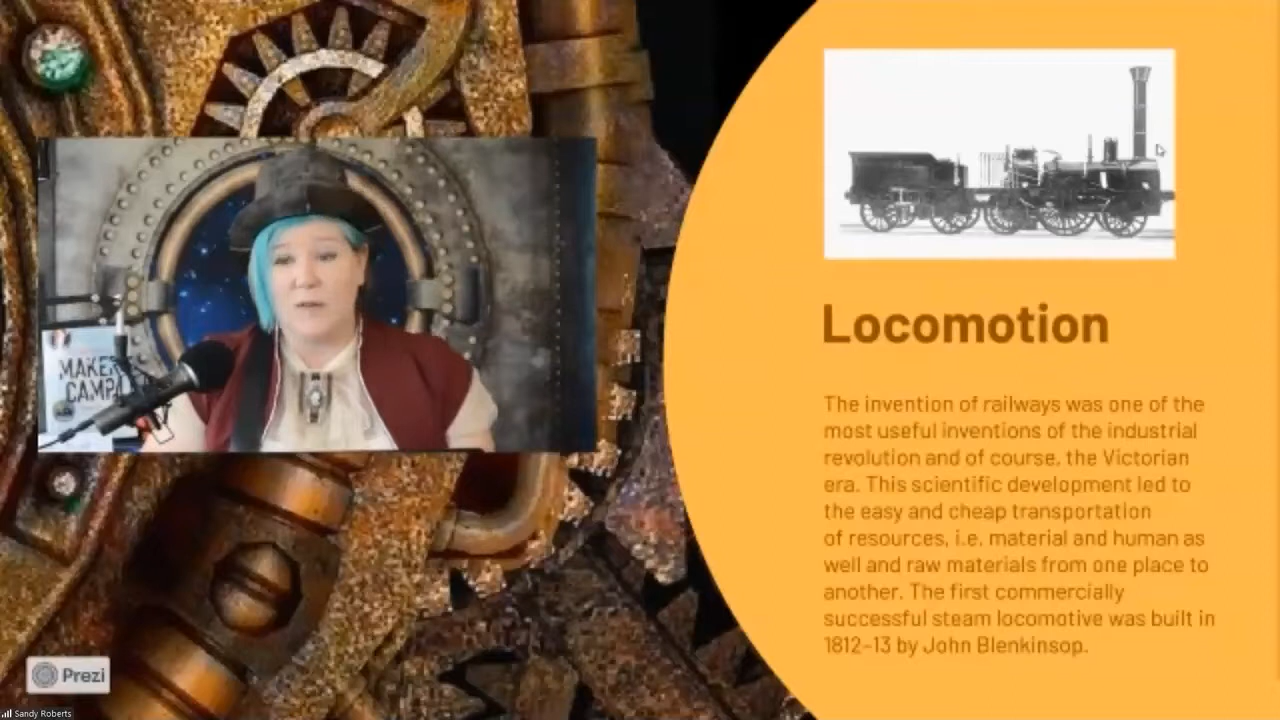 MAKER
CAMP
Locomotion
The invention of railways was one of the
most useful inventions of the industrial
revolution and of course, the Victorian
era. This scientific development led to
the easy and cheap transportation
of resources, i.e. material and human as
well and raw materials from one place to
another. The first commercially
successful steam locomotive was built in
1812-13 by John Blenkinsop.
Prezi
Sandy Roberts